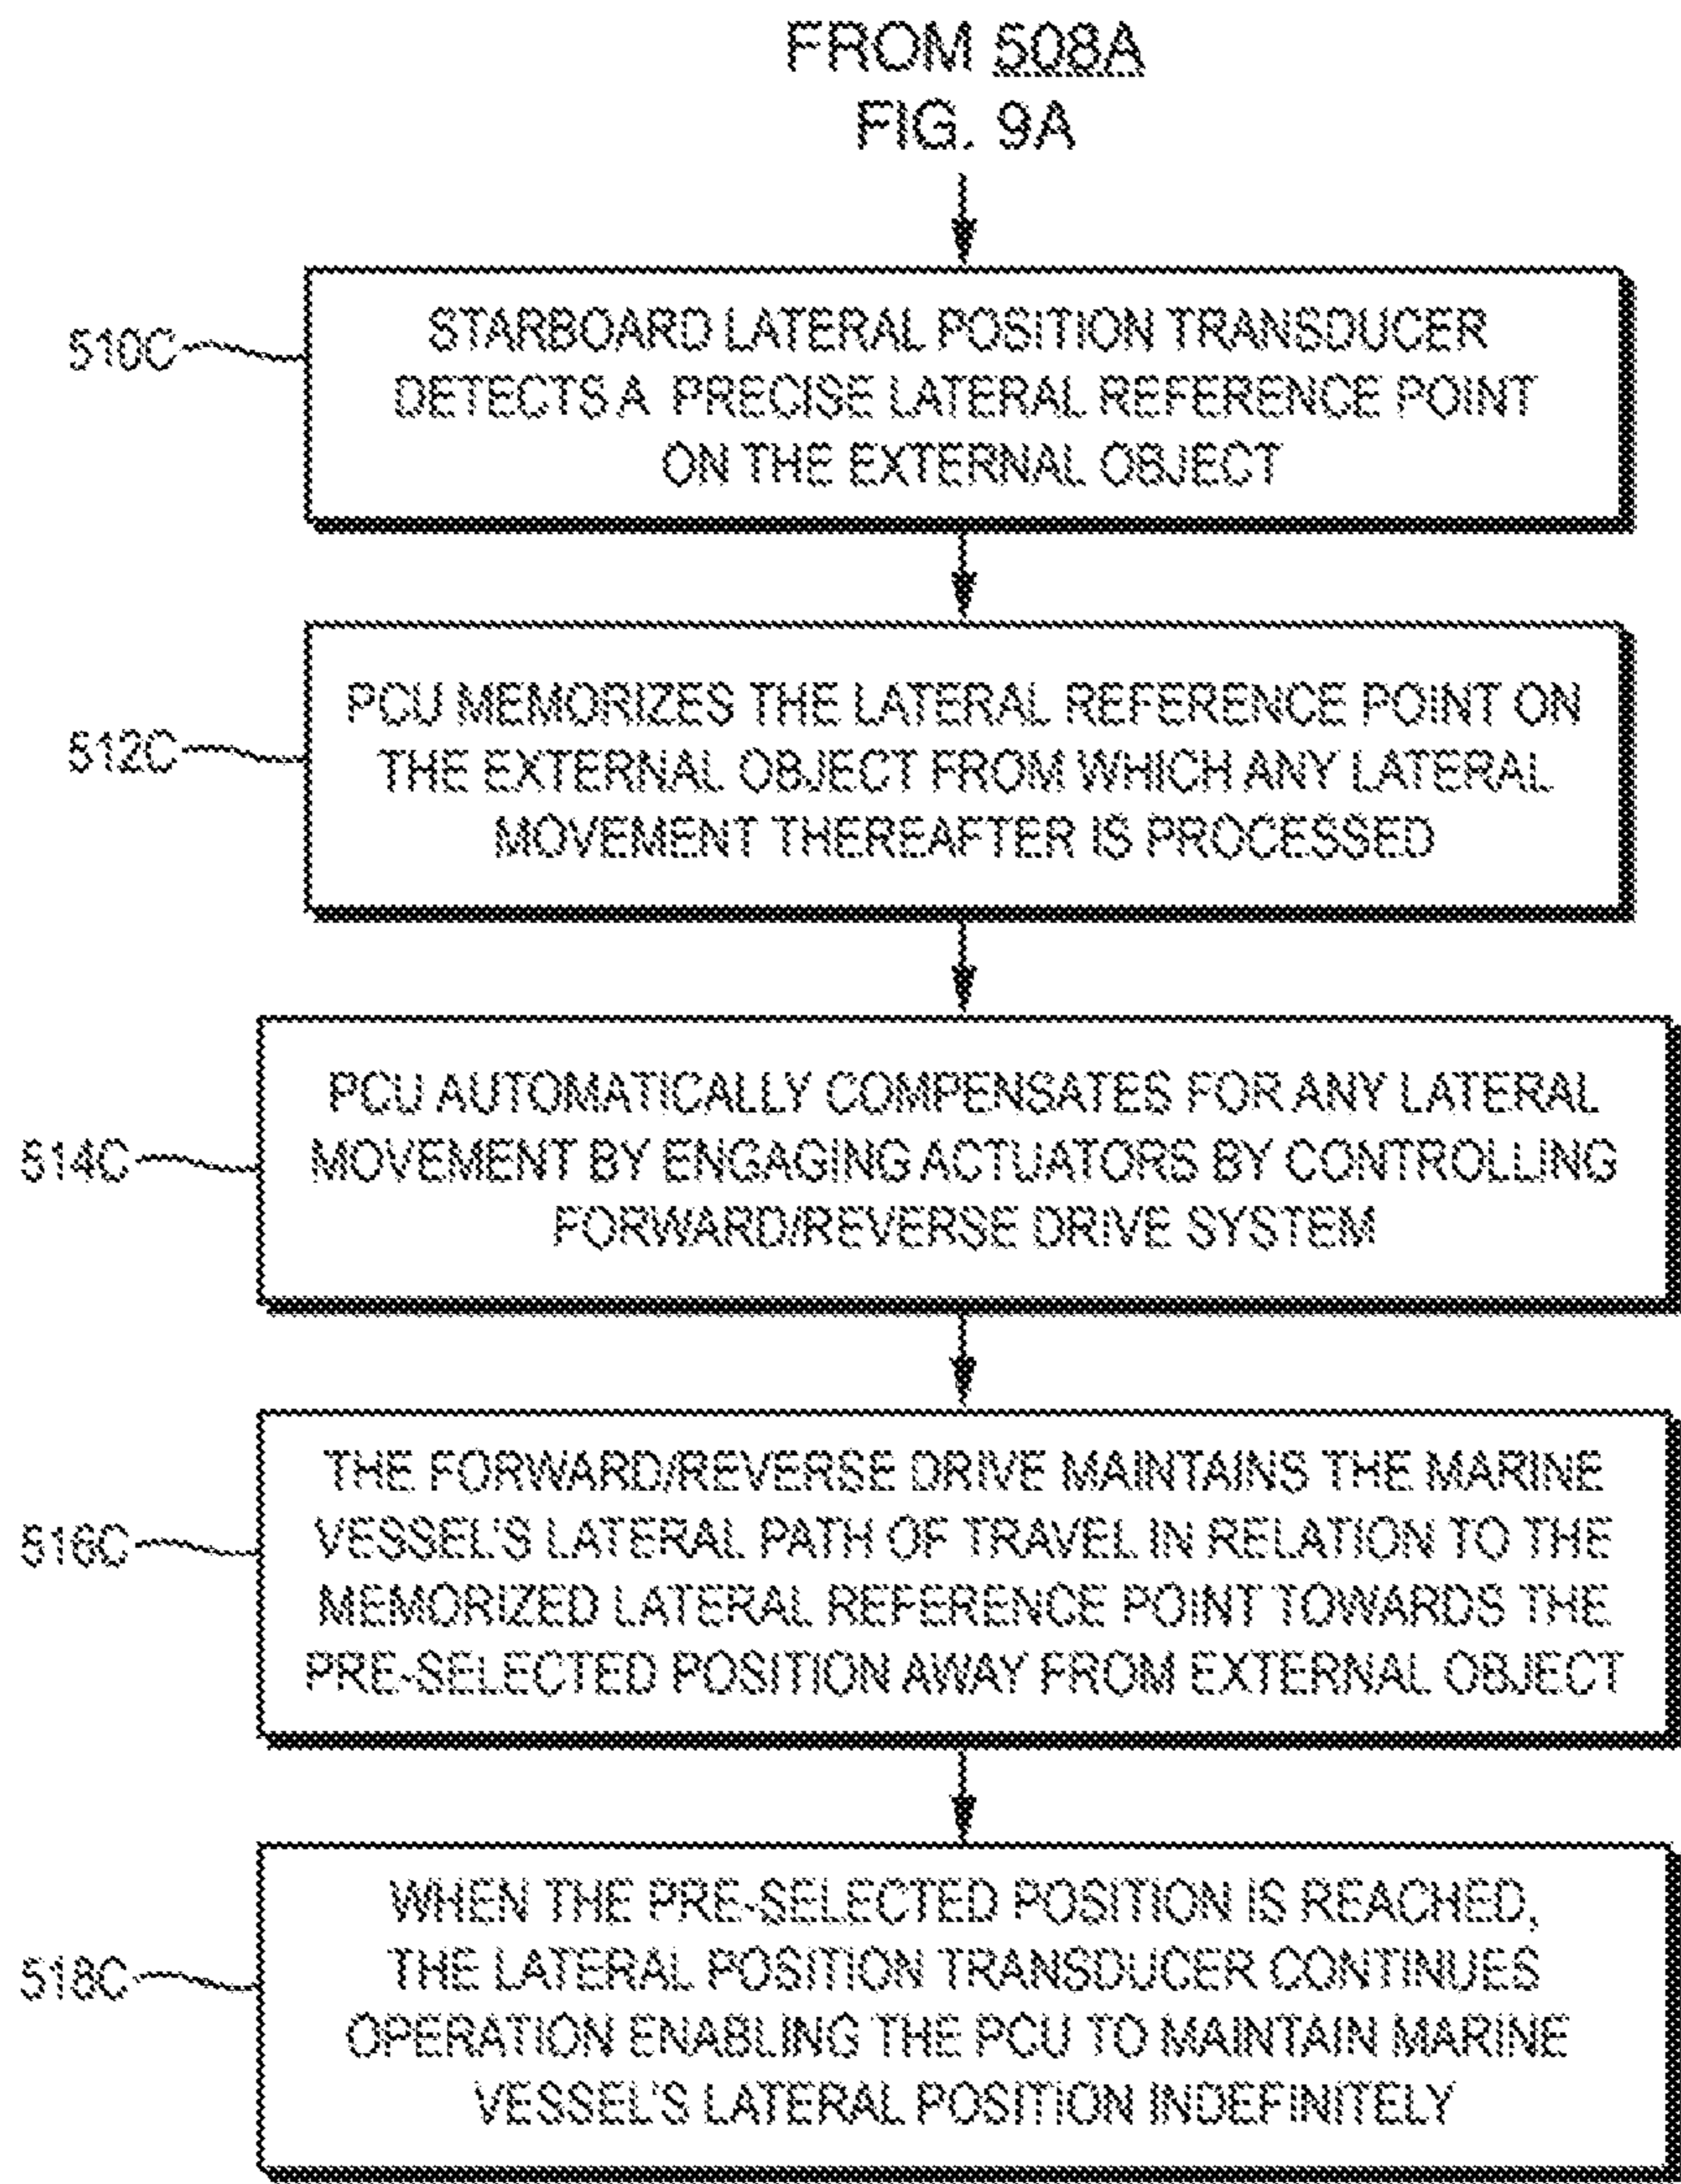 FROM 508A
FIG. 9A
510C
STARBOARD LATERAL POSITION TRANSDUCER
DETECTS A PRECISE LATERAL REFERENCE POINT
ON THE EXTERNAL OBJECT
512C
PCU MEMORIZES THE LATERAL REFERENCE POINT ON
THE EXTERNAL OBJECT FROM WHICH ANY LATERAL
MOVEMENT THEREAFTER IS PROCESSED
514C
PCU AUTOMATICALLY COMPENSATES FOR ANY LATERAL
MOVEMENT BY ENGAGING ACTUATORS BY CONTROLLING
FORWARD/REVERSE DRIVE SYSTEM
516C
THE FORWARD/REVERSE DRIVE MAINTAINS THE MARINE
VESSEL'S LATERAL PATH OF TRAVEL IN RELATION TO THE
MEMORIZED LATERAL REFERENCE POINT TOWARDS THE
PRE-SELECTED POSITION AWAY FROM EXTERNAL OBJECT
518C
WHEN THE PRE-SELECTED POSITION IS REACHED,
THE LATERAL POSITION TRANSDUCER CONTINUES
OPERATION ENABLING THE PCU TO MAINTAIN MARINE
VESSEL'S LATERAL POSITION INDEFINITELY